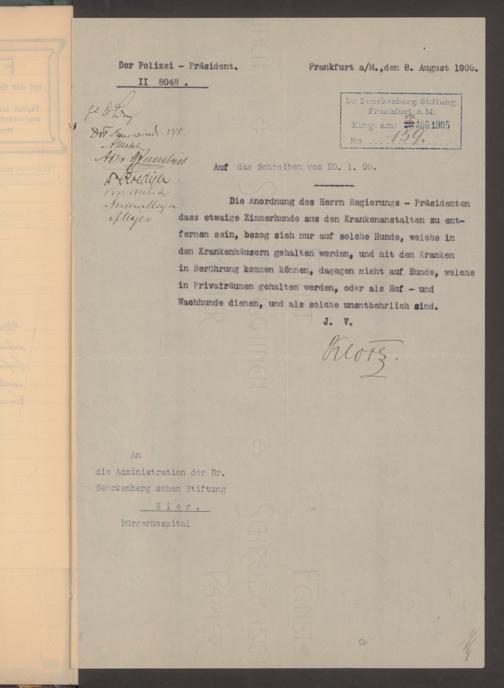 Der Polizei - Präsident.
II 8048.
Frankfurt a/M.,den 8. August 1905.
Dr. Senckenberg. Stiftung.
Frankfurt a. M.
Eing. am: AUG. 1905
No 159.
Auf das Schreiben vom 20. 1. 05.
Die Anordnung des Herrn Regierungs - Präsidenten
dass etwaige Zimmerhunde aus den Krankenanstalten zu ent-
fernen sein, bezog sich nur auf solche Hunde, welche in
den Krankenhäusern gehalten werden, und mit den Kranken
in Berührung kommen können, dagegen nicht auf Hunde, welche
in Privaträumen gehalten werden, oder als Hof - und
Wachhunde dienen, und als solche unentbehrlich sind.
J. V.
Klotz.
An
die Administration der Dr.
Senckenberg schen Stiftung
Hier.
Bürgerhospital